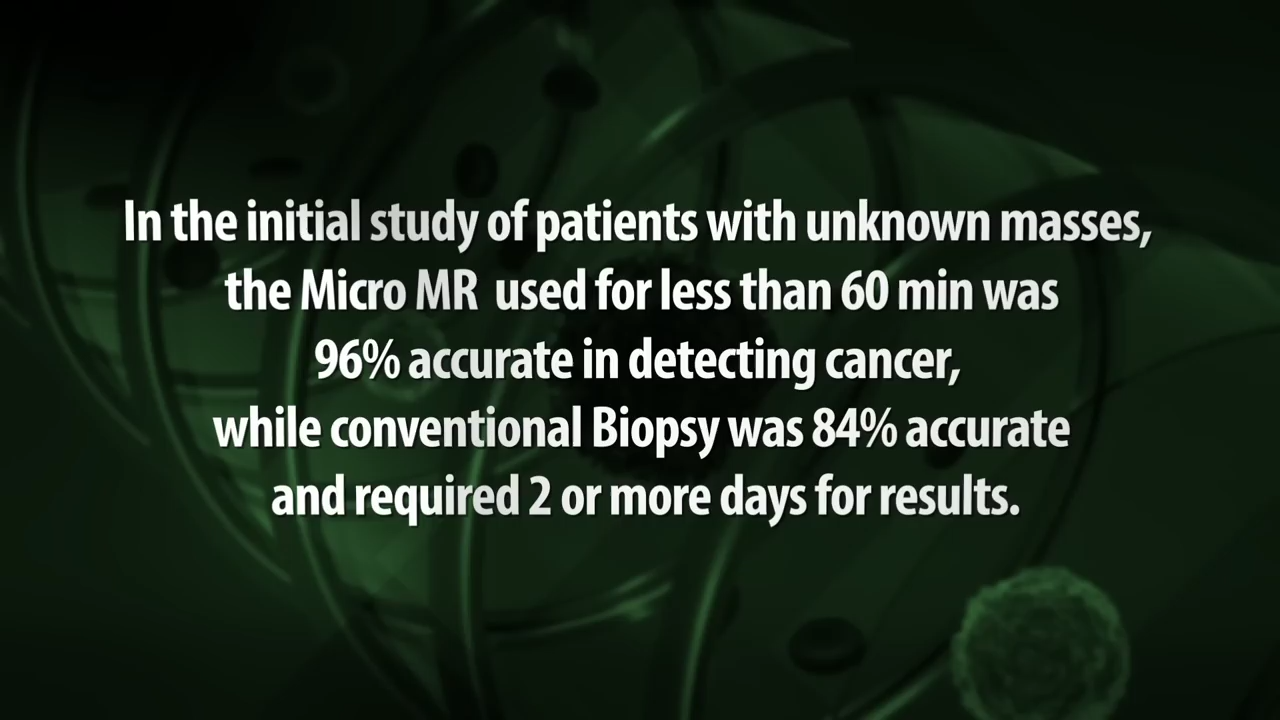 In the initial study of patients with unknown masses,
the Micro MR  used for less than 60 min was
96% accurate in detecting cancer,
while conventional Biopsy was 84% accurate
and required 2 or more days for results.